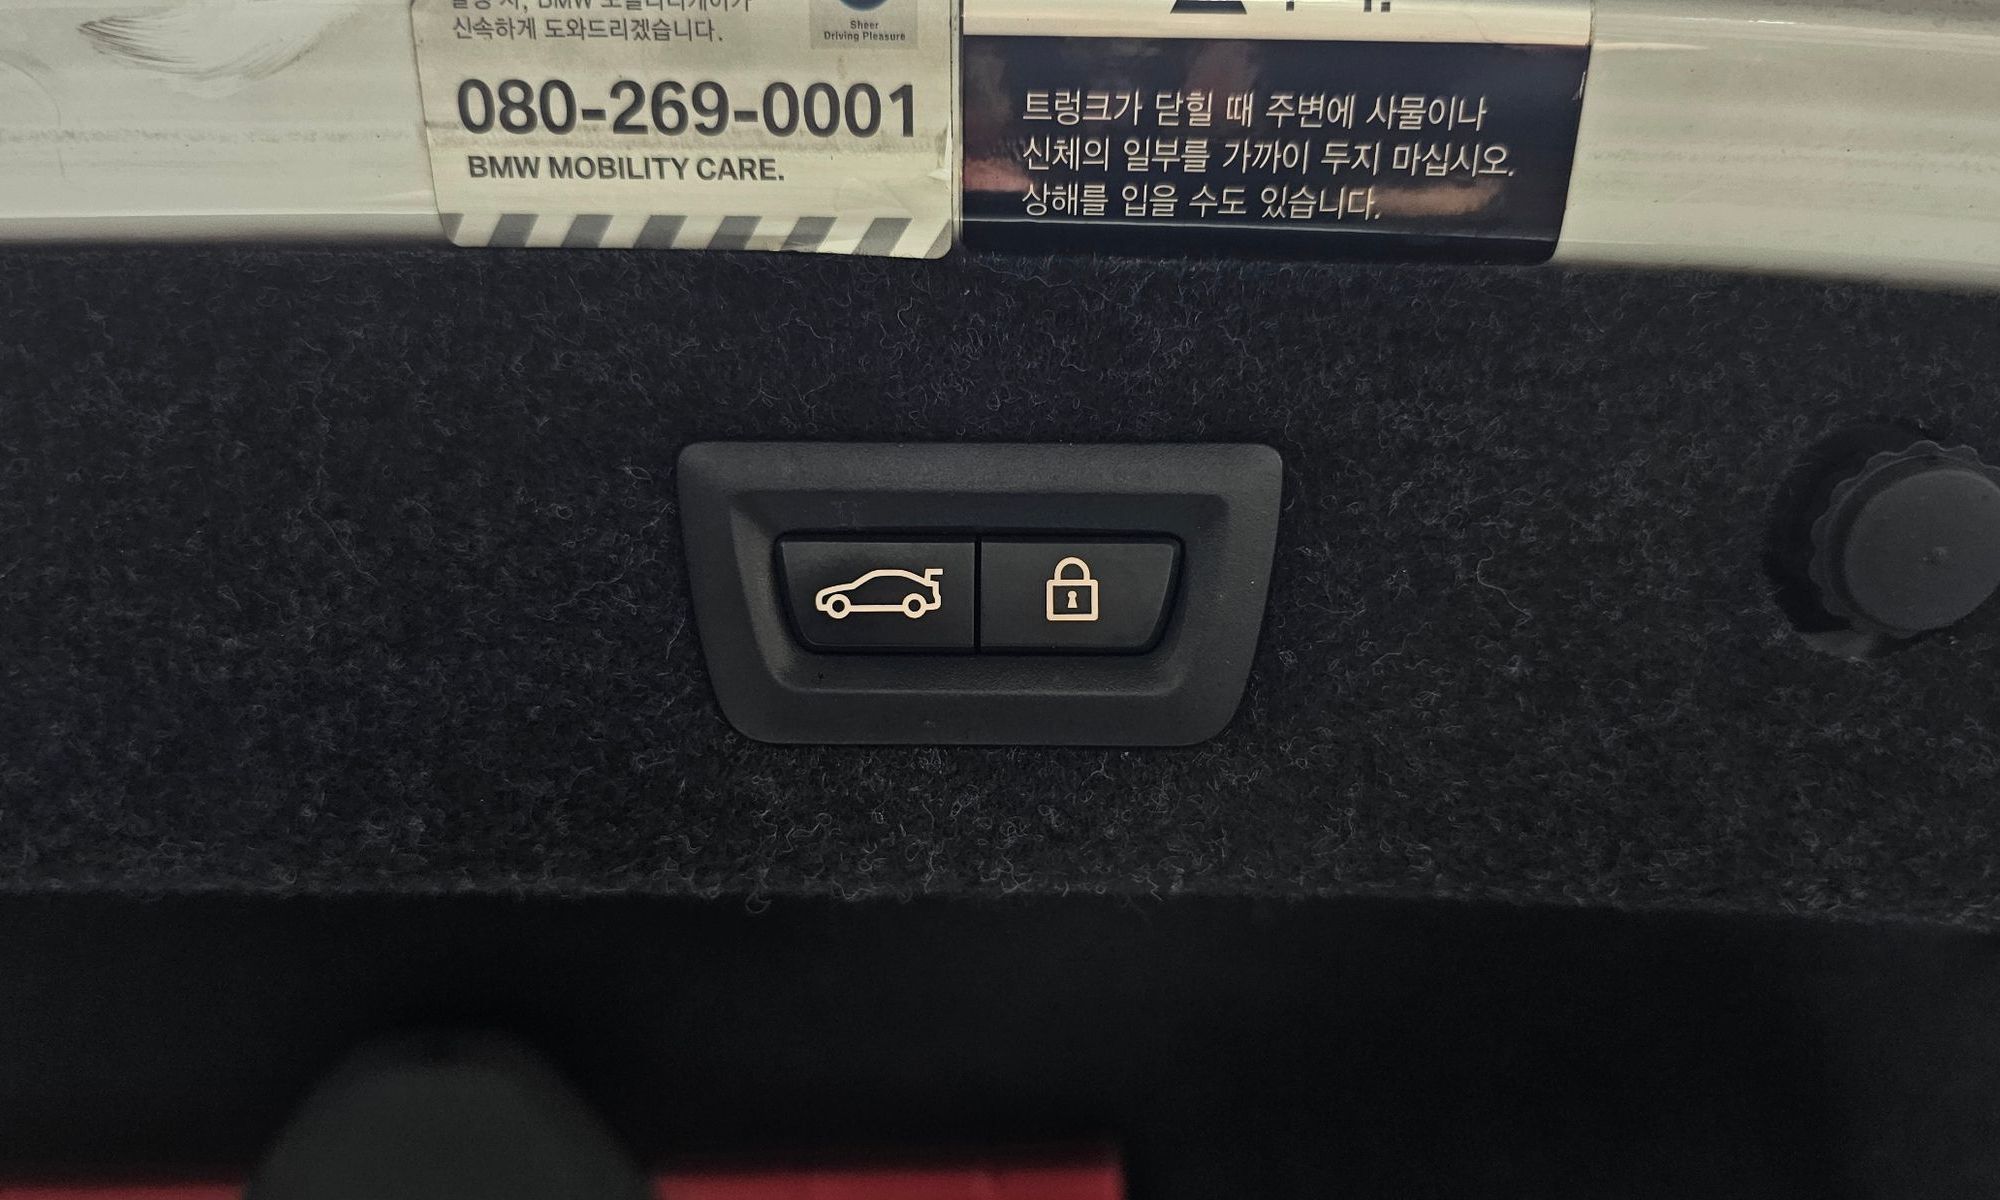 신속하게 도와드리겠습니다.
Sheer
Driving Pleasure
080-269-0001
BMW MOBILITY CARE.
트렁크가 닫힐 때 주변에 사물이나
신체의 일부를 가까이 두지 마십시오.
상해를 입을 수도 있습니다.